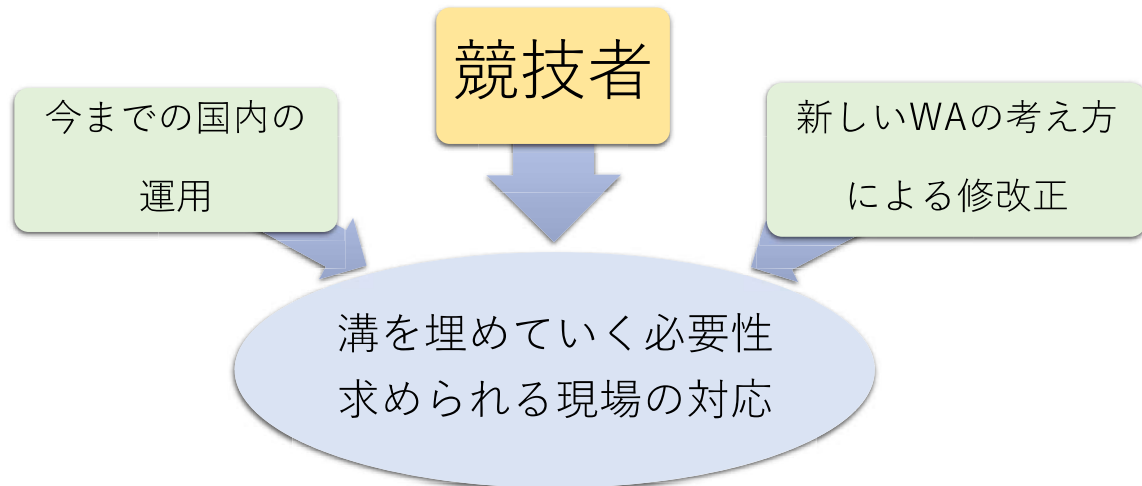 競技者
今までの国内の
運用
新しいWAの考え方
による修改正
溝を埋めていく必要性
求められる現場の対応